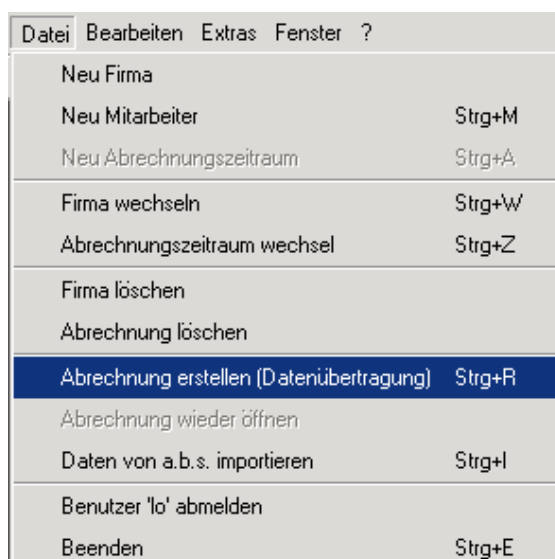 Datei Bearbeiten Extras Fenster ?
Neu Firma
Neu Mitarbeiter Strg+M
Neu Abrechnungszeitraum Strg+A
Firma wechseln Strg+W
Abrechnungszeitraum wechsel Strg+Z
Firma löschen
Abrechnung löschen
Abrechnung erstellen (Datenübertragung) Strg+R
Abrechnung wieder öffnen
Daten von a.b.s. importieren Strg+I
Benutzer 'lo' abmelden
Beenden Strg+E